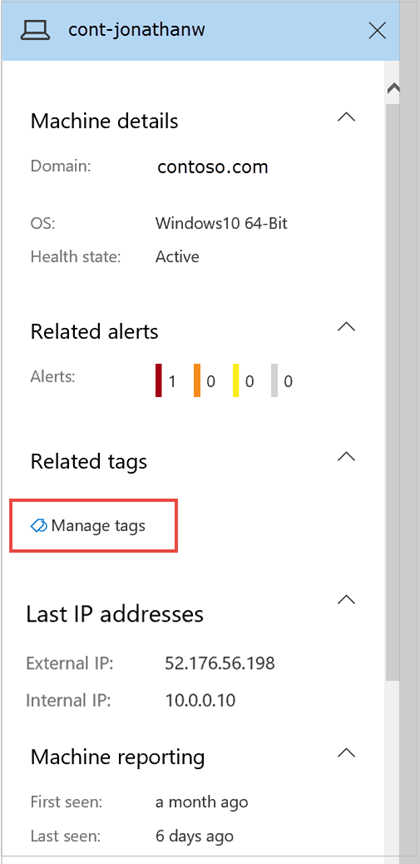 cont-jonathanw
Machine details
Domain: contoso.com
OS: Windows10 64-Bit
Health state: Active
Related alerts
Alerts: 1 0 0 0
Related tags
Manage tags
Last IP addresses
External IP: 52.176.56.198
Internal IP: 10.0.0.10
Machine reporting
First seen: a month ago
Last seen: 6 days ago